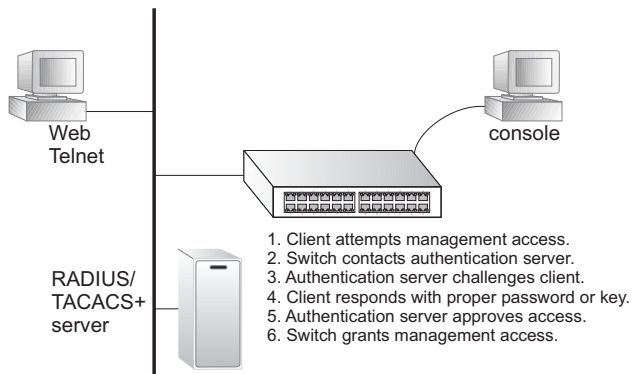 Web
Telnet
console
RADIUS/
TACACS+
server
1. Client attempts management access.
2. Switch contacts authentication server.
3. Authentication server challenges client.
4. Client responds with proper password or key.
5. Authentication server approves access.
6. Switch grants management access.